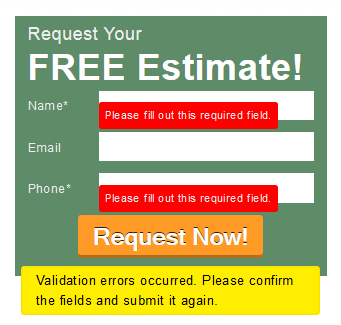 Request Your
FREE Estimate!
Name*
Please fill out this required field.
Email
Phone*
Please fill out this required field.
Request Now!
Validation errors occurred. Please confirm
the fields and submit it again.